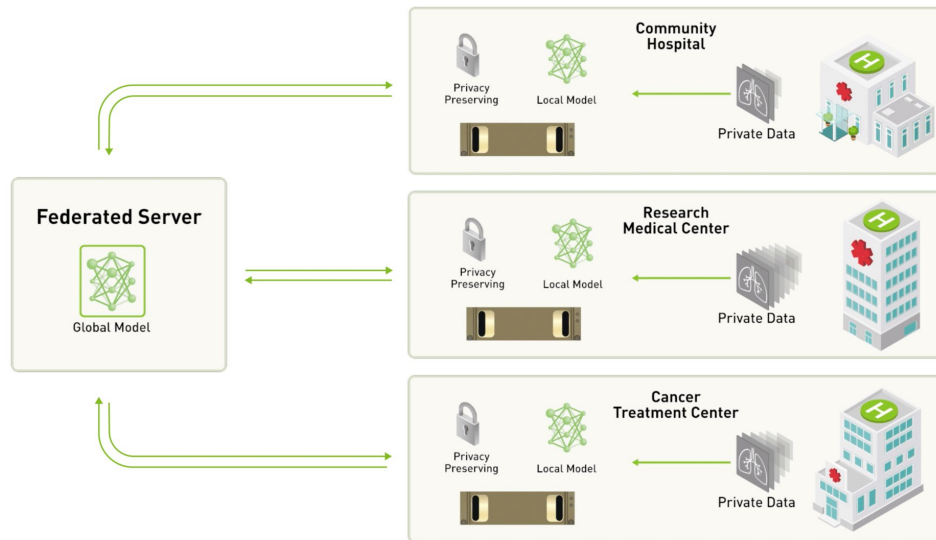 Community
Hospital
Privacy
Preserving
Local Model
Private Data
H
Federated Server
Global Model
Research
Medical Center
Privacy
Preserving
Local Model
Private Data
H
Cancer
Treatment Center
Privacy
Preserving
Local Model
Private Data
H